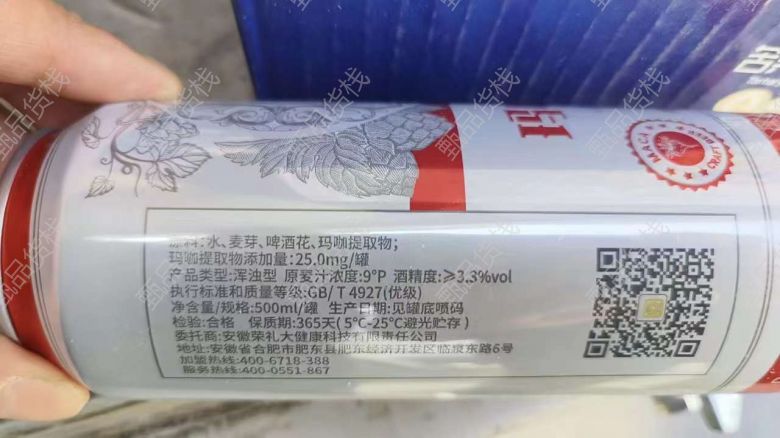 MACA CRAFT BEER
原料:水、麦芽、啤酒花、玛咖提取物;
玛咖提取物添加量:25.0mg/罐
产品类型:浑浊型 原麦汁浓度:9°P 酒精度:≥3.3%vol
执行标准和质量等级:GB/T 4927(优级)
净含量/规格:500ml/罐 生产日期:见罐底喷码
检验:合格 保质期:365天(5℃-25℃避光贮存)
委托商:安徽荣礼大健康科技有限责任公司
地址:安徽省合肥市肥东县肥东经济开发区临泉东路6号
加盟热线:400-6718-388
服务热线:400-0551-867
甄品货栈